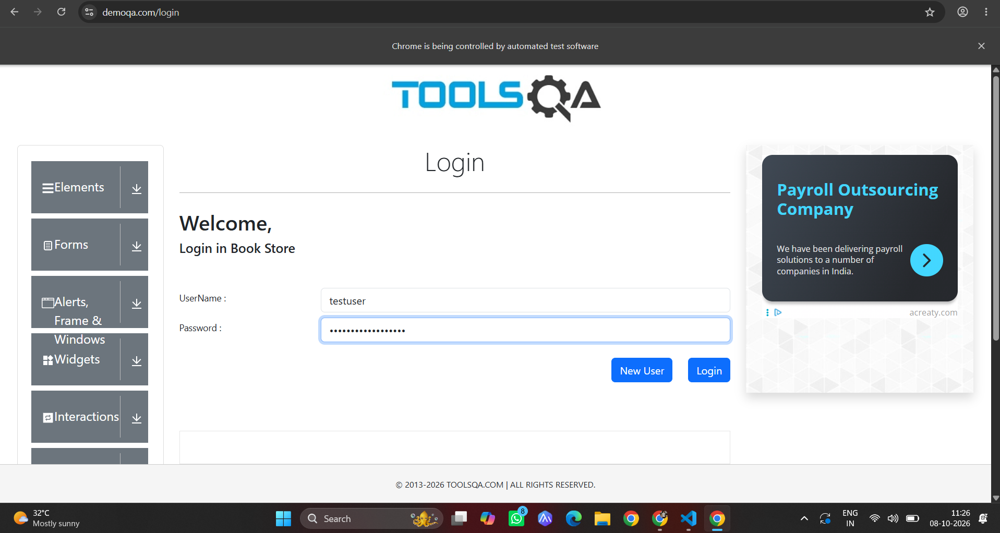 demoqa.com/login
Chrome is being controlled by automated test software
TOOLSQA
Elements
Forms
Alerts,
Frame &
Windows
Widgets
Interactions
Login
Welcome,
Login in Book Store
UserName :
testuser
Password :
••••••••••••••••••
New User
Login
Payroll Outsourcing
Company
We have been delivering payroll
solutions to a number of
companies in India.
acreaty.com
© 2013-2026 TOOLSQA.COM | ALL RIGHTS RESERVED.
32°C
Mostly sunny
Search
8
ENG
IN
11:26
08-10-2026